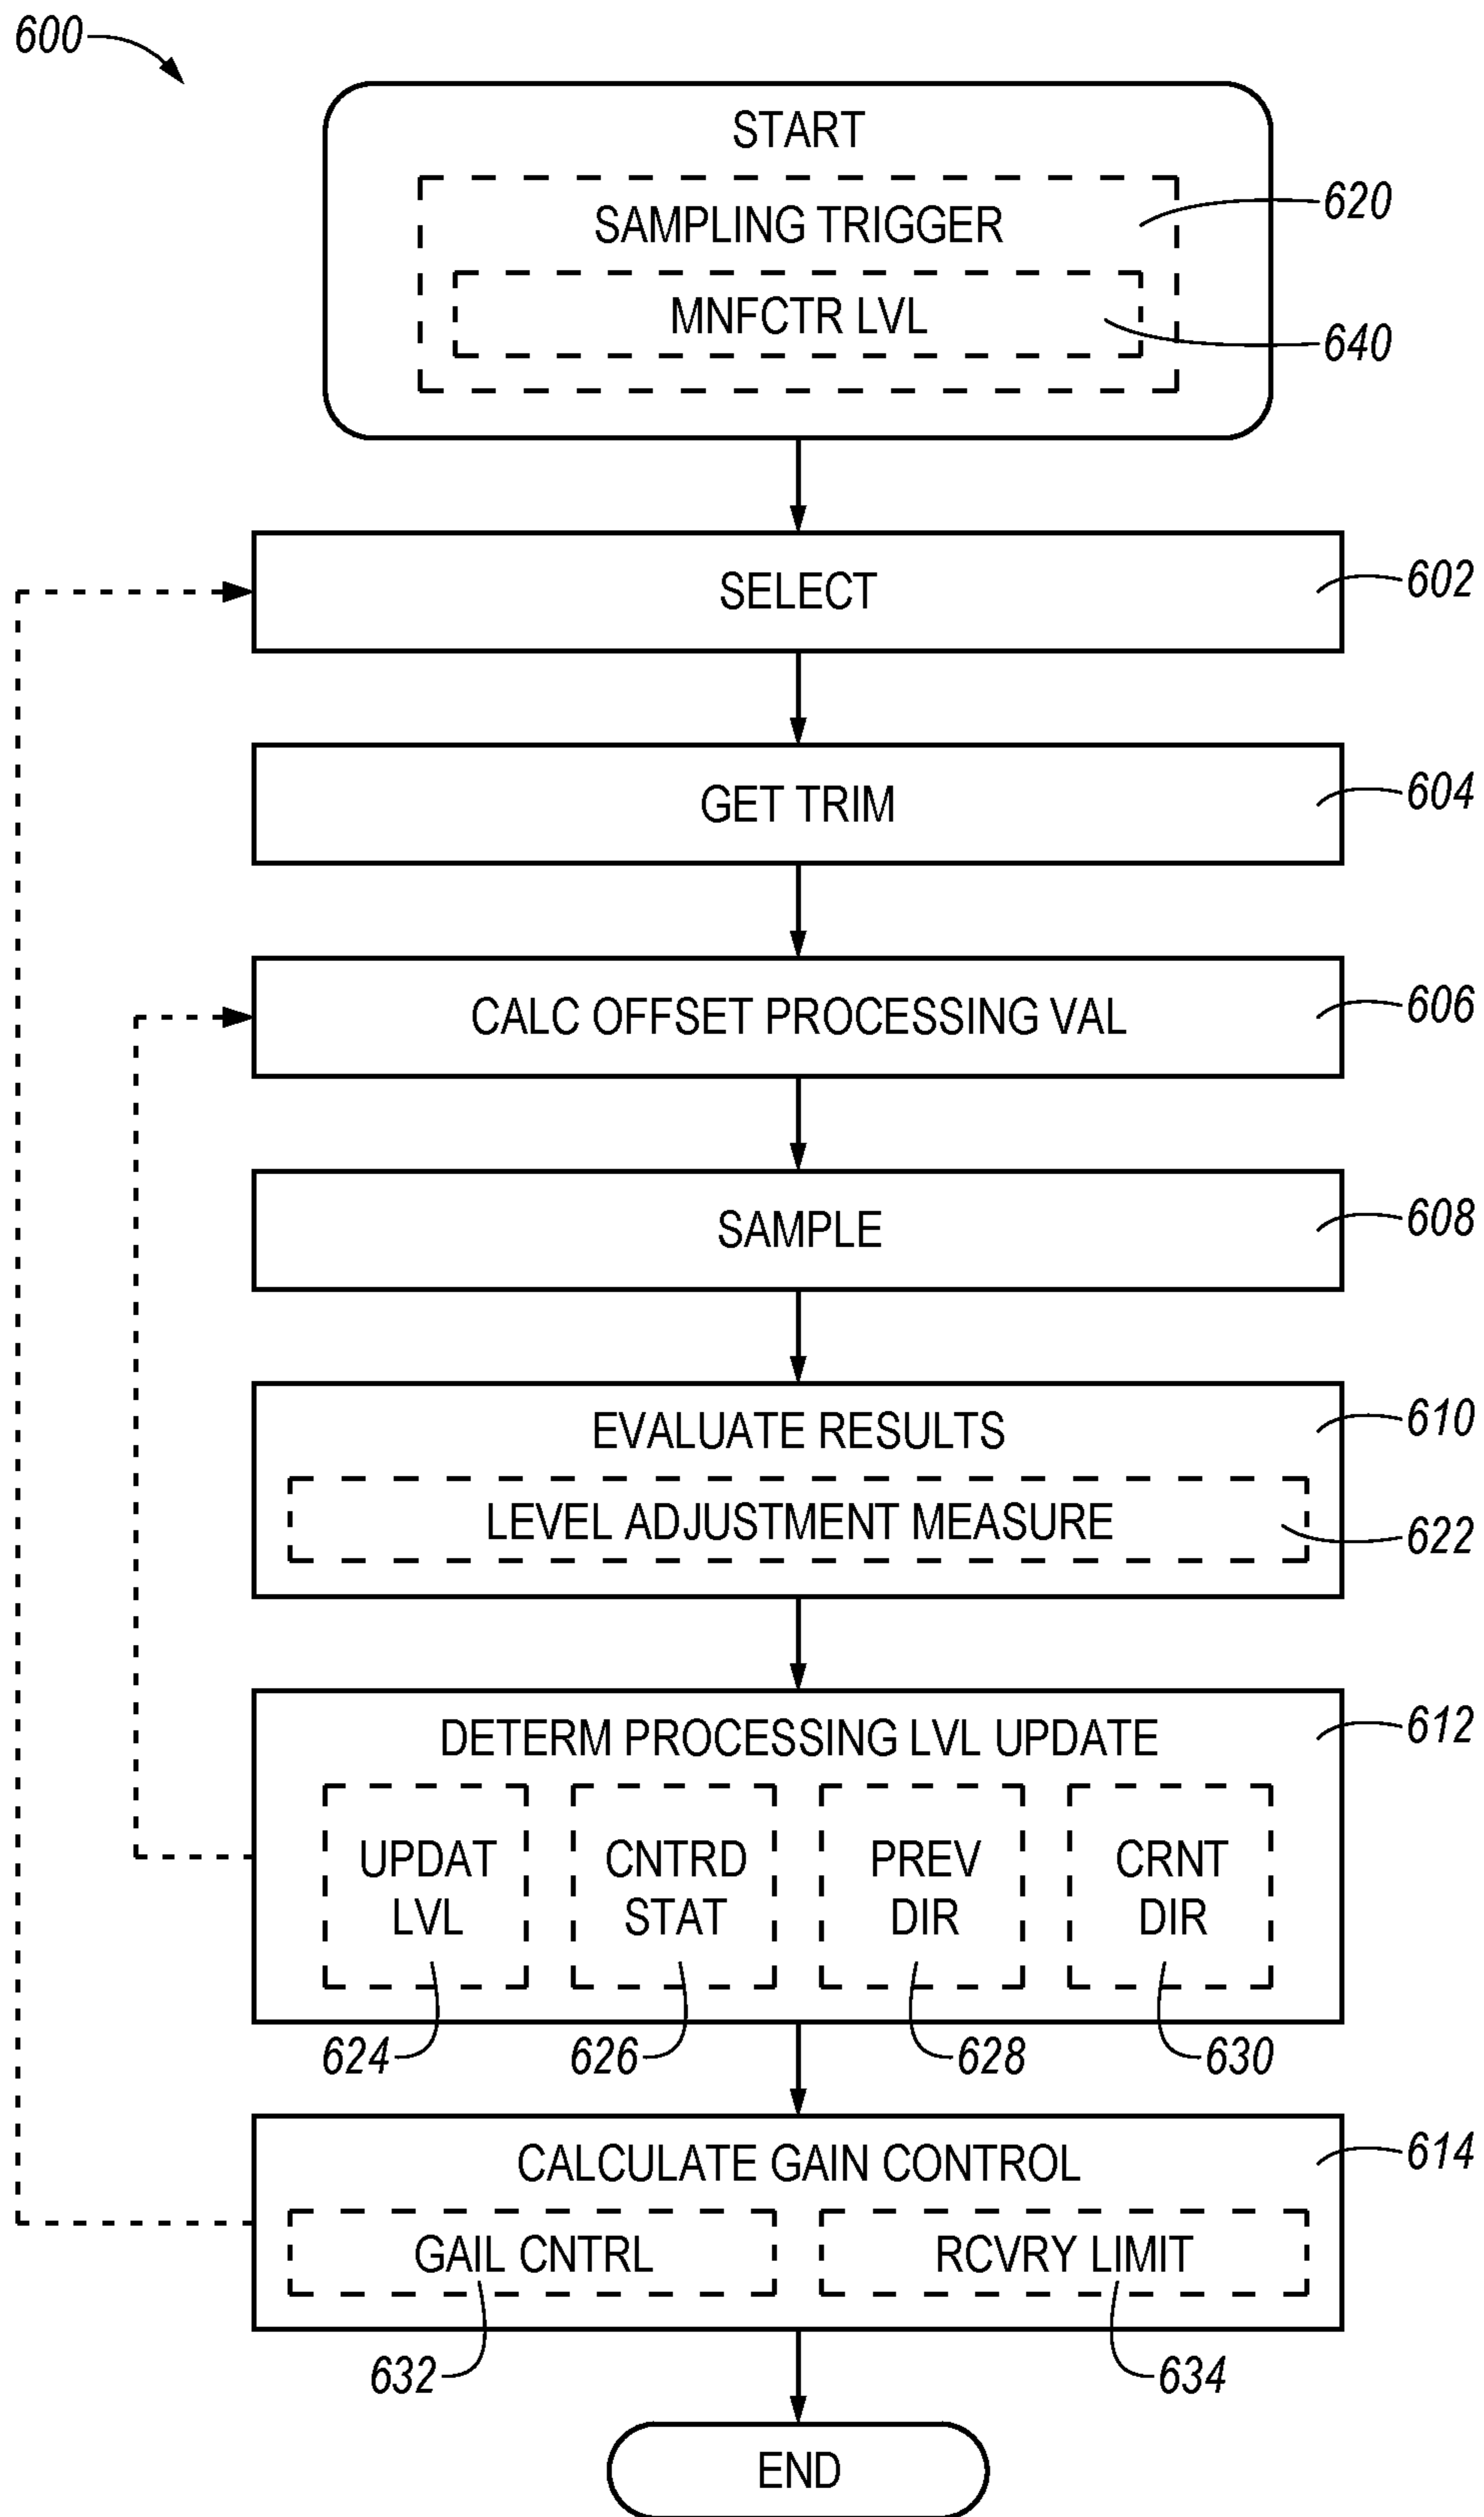 600
START
SAMPLING TRIGGER
620
MNFCTR LVL
640
SELECT
602
GET TRIM
604
CALC OFFSET PROCESSING VAL
606
SAMPLE
608
EVALUATE RESULTS
610
LEVEL ADJUSTMENT MEASURE
622
DETERM PROCESSING LVL UPDATE
612
UPDAT
LVL
CNTRD
STAT
PREV
DIR
CRNT
DIR
624
626
628
630
CALCULATE GAIN CONTROL
614
GAIL CNTRL
RCVRY LIMIT
632
634
END